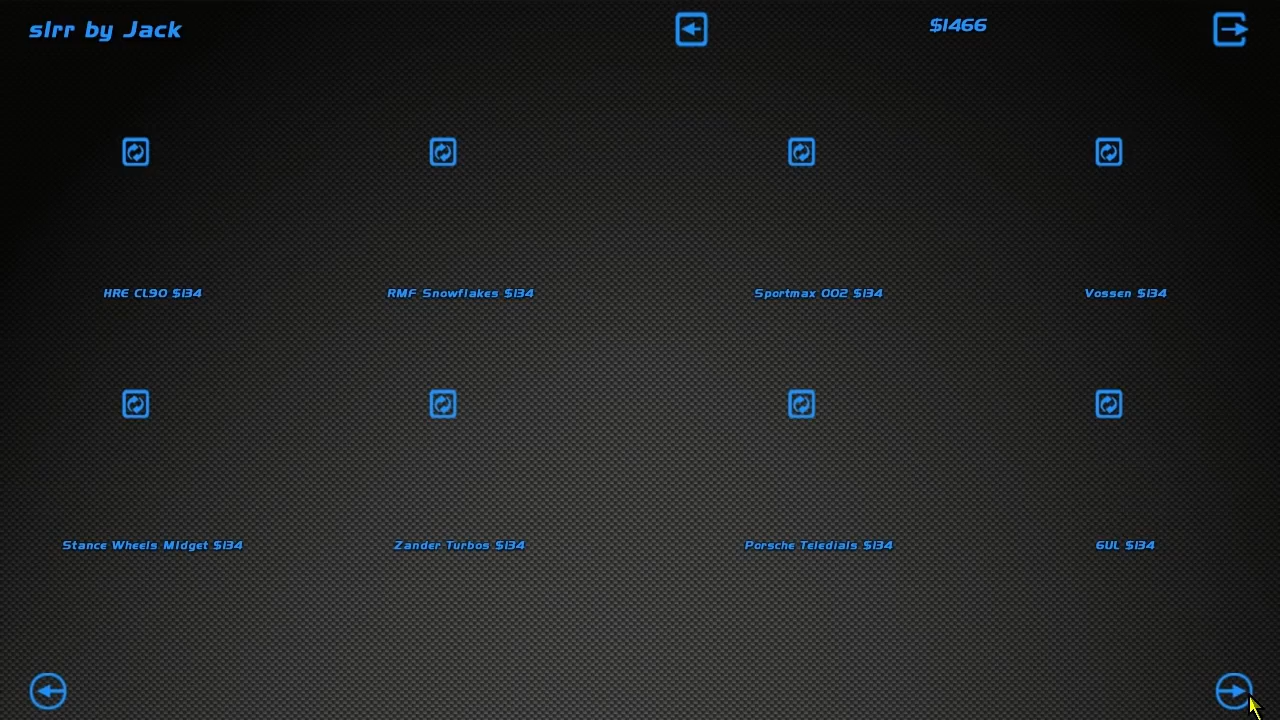 slrr by Jack
$1466
HRE CL90 $134
RMF Snowflakes $134
Sportmax 002 $134
Vossen $134
Stance Wheels Midget $134
Zander Turbos $134
Porsche Teledials $134
6UL $134